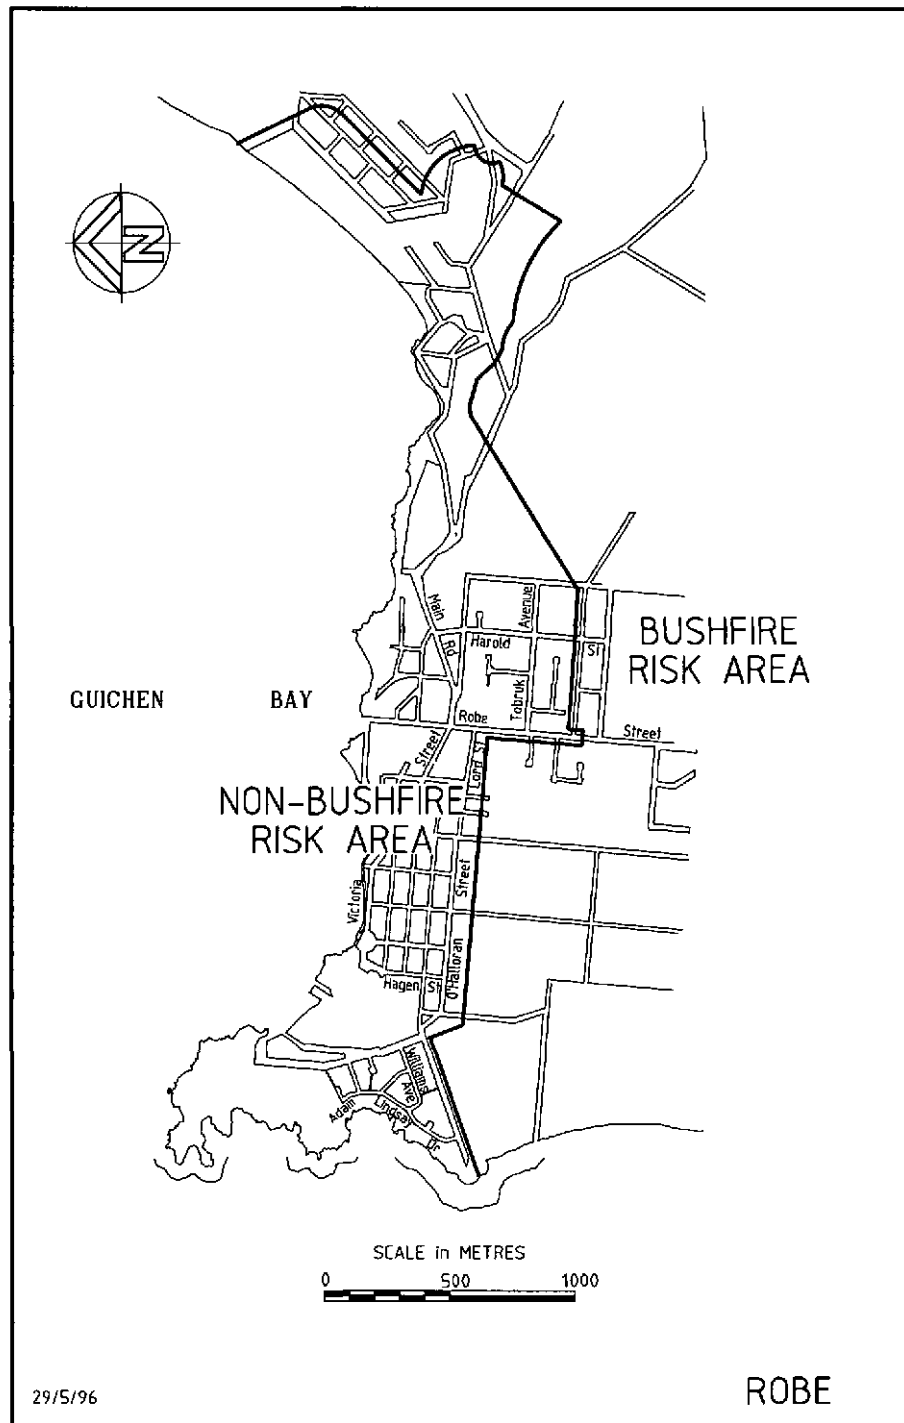 N
Main
Rd
Avenue
Harold
St
BUSHFIRE
RISK AREA
GUICHEN BAY
Tobruk
Robe
Street
Street
Lord St
NON-BUSHFIRE
RISK AREA
Victoria
Street
O'Halloran
Hagen St
Williams
Ave
Adam Lindsay Dr
SCALE in METRES
0 500 1000
29/5/96
ROBE